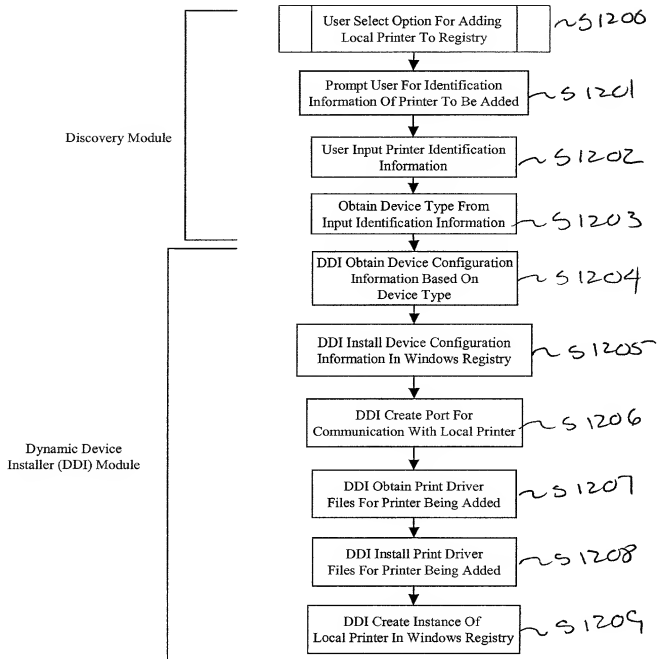 User Select Option For Adding
Local Printer To Registry
S1200
Prompt User For Identification
Information Of Printer To Be Added
S1201
Discovery Module
User Input Printer Identification
Information
S1202
Obtain Device Type From
Input Identification Information
S1203
DDI Obtain Device Configuration
Information Based On
Device Type
S1204
DDI Install Device Configuration
Information In Windows Registry
S1205
DDI Create Port For
Communication With Local Printer
S1206
Dynamic Device
Installer (DDI) Module
DDI Obtain Print Driver
Files For Printer Being Added
S1207
DDI Install Print Driver
Files For Printer Being Added
S1208
DDI Create Instance Of
Local Printer In Windows Registry
S1209